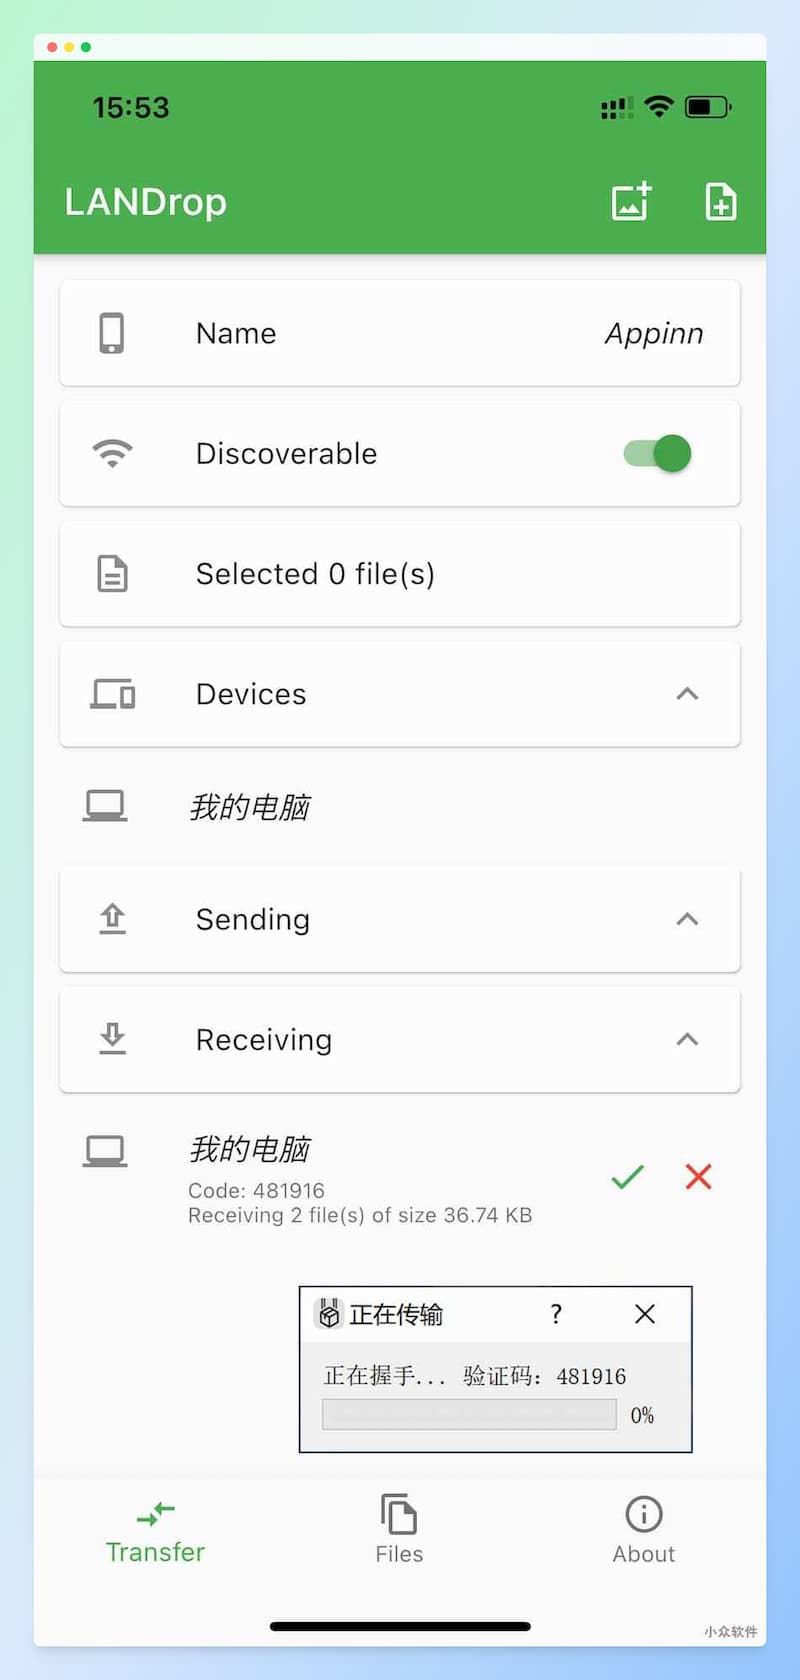 15:53
LANDrop
Name
Appinn
Discoverable
Selected 0 file(s)
Devices
我的电脑
Sending
Receiving
我的电脑
Code: 481916
Receiving 2 file(s) of size 36.74 KB
正在传输 ?
正在握手... 验证码：481916
0%
Transfer
Files
About
小众软件